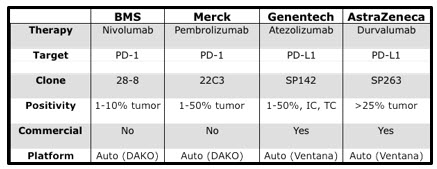 BMS Merck Genentech AstraZeneca
Therapy Nivolumab Pembrolizumab Atezolizumab Durvalumab
Target PD-1 PD-1 PD-L1 PD-L1
Clone 28-8 22C3 SP142 SP263
Positivity 1-10% tumor 1-50% tumor 1-50%, IC, TC >25% tumor
Commercial No No Yes Yes
Platform Auto (DAKO) Auto (DAKO) Auto (Ventana) Auto (Ventana)